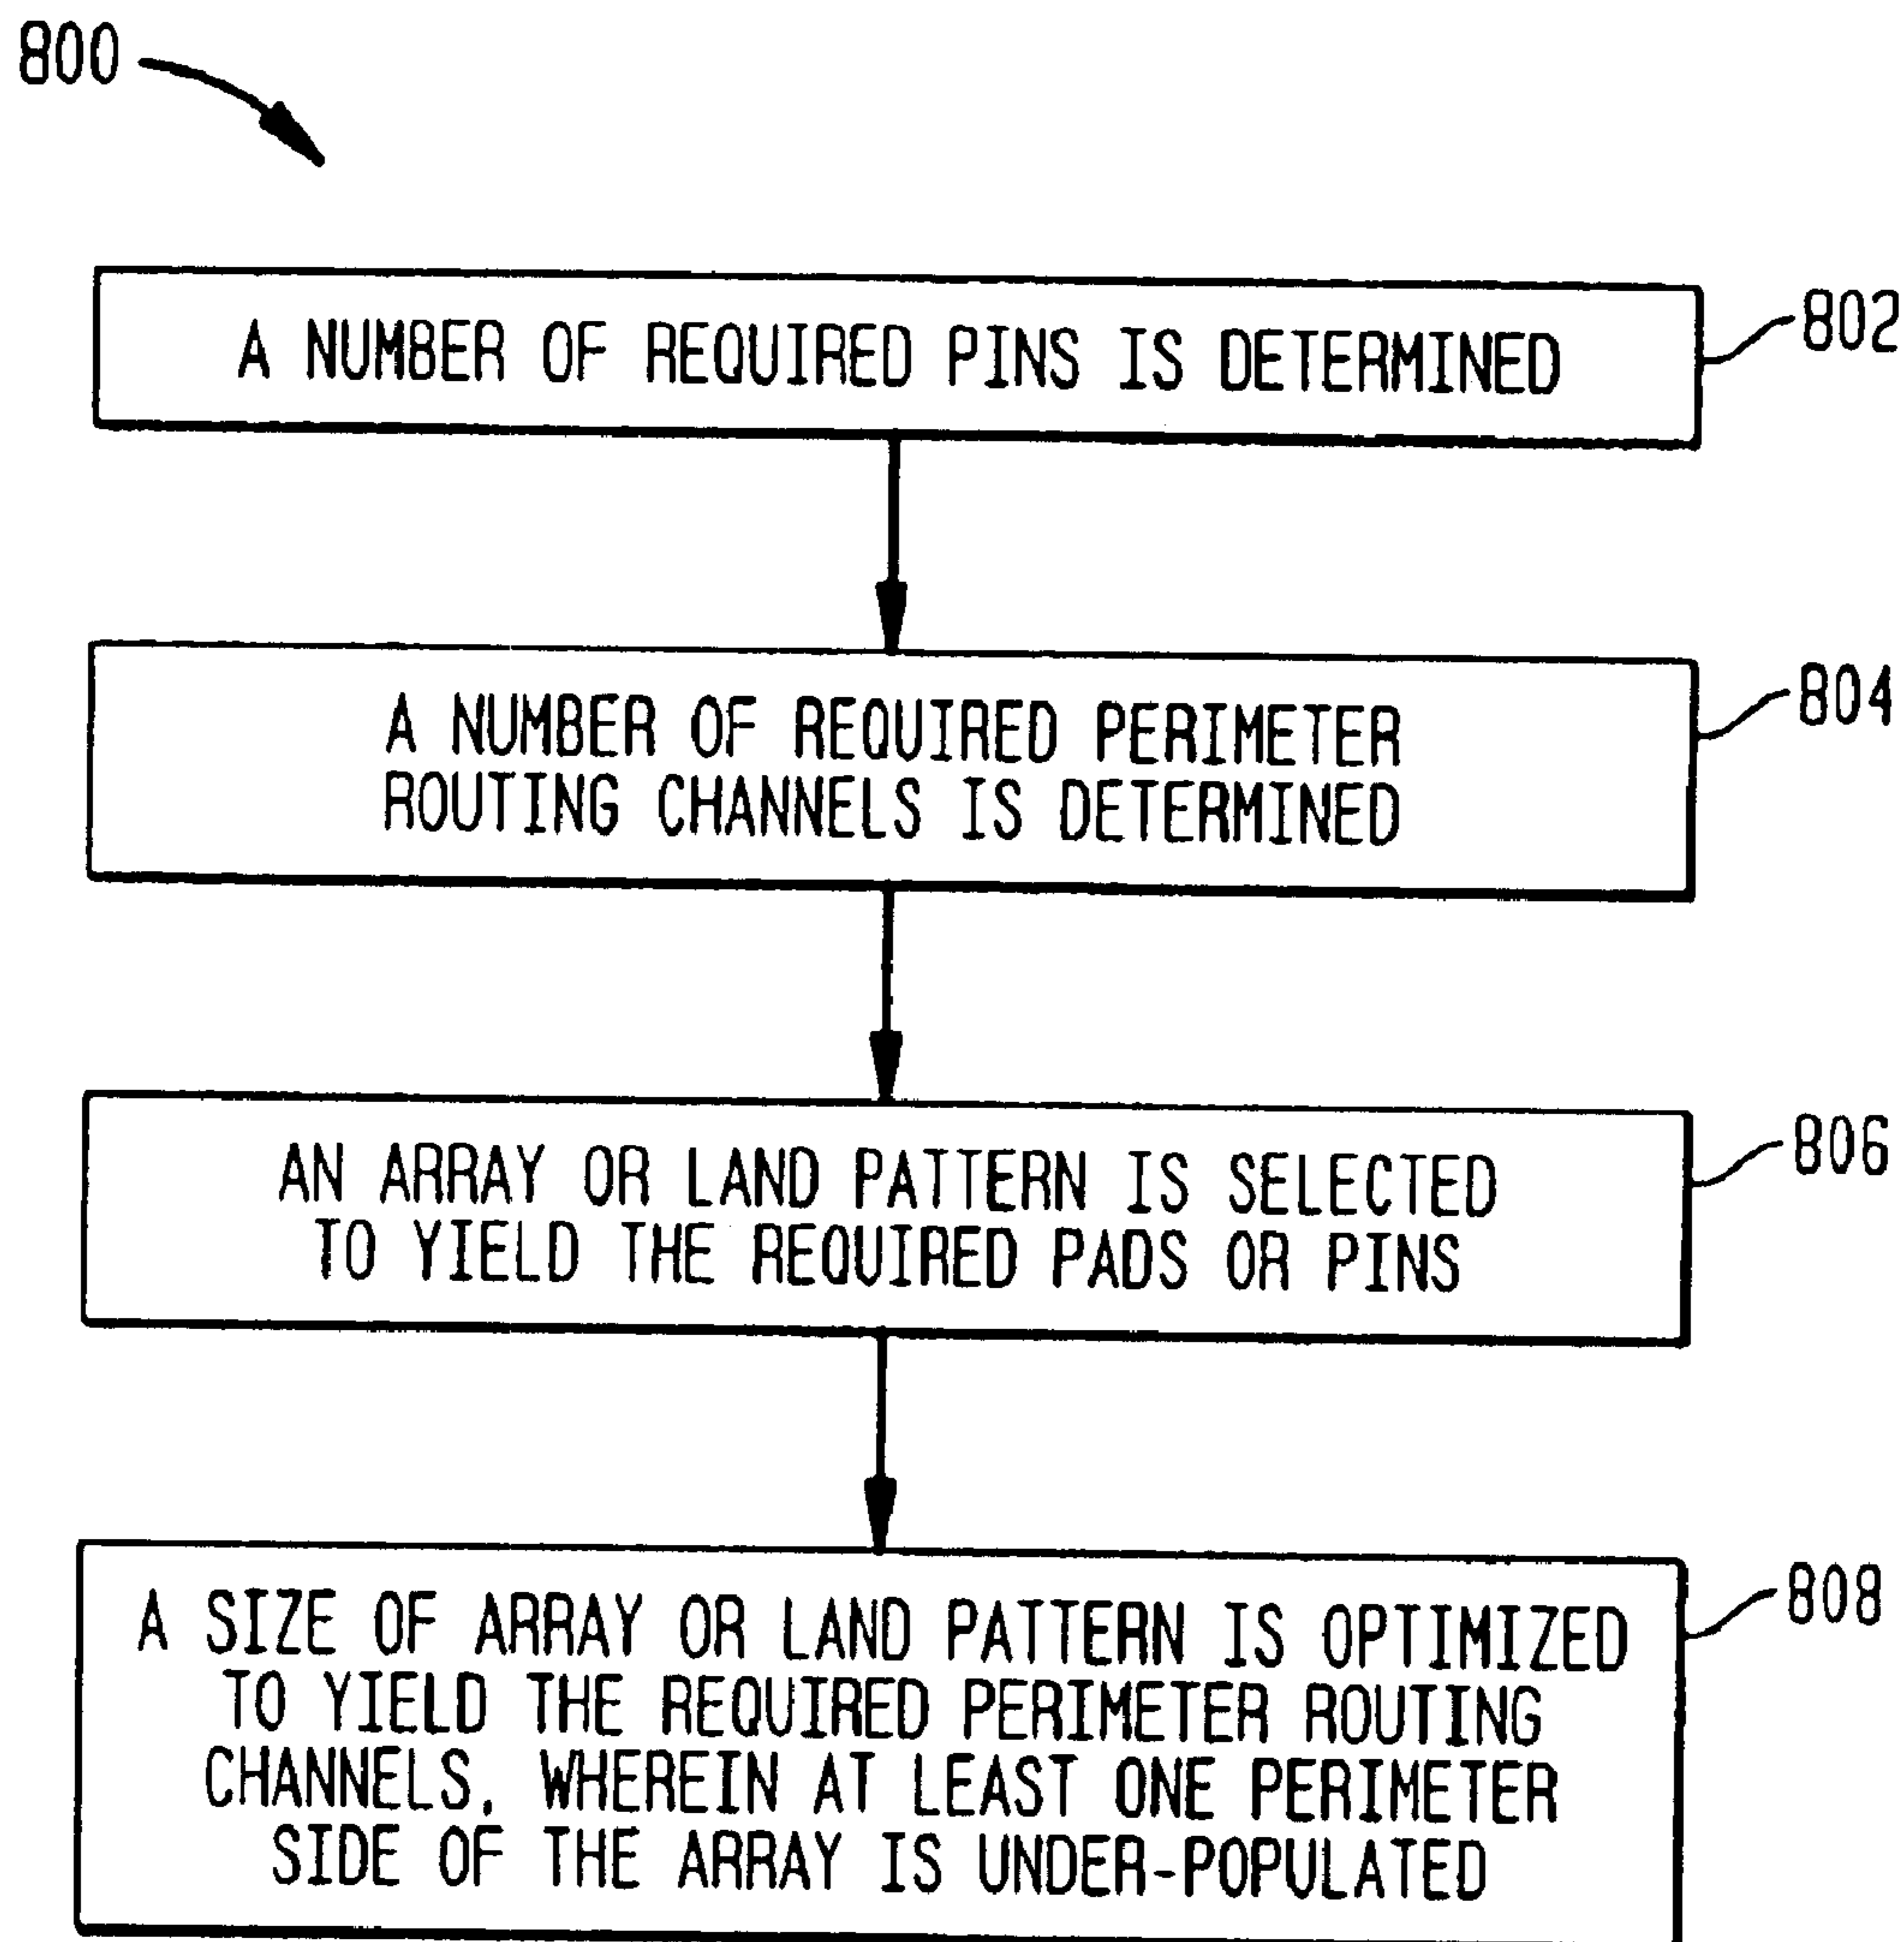 800
A NUMBER OF REQUIRED PINS IS DETERMINED
802
A NUMBER OF REQUIRED PERIMETER
ROUTING CHANNELS IS DETERMINED
804
AN ARRAY OR LAND PATTERN IS SELECTED
TO YIELD THE REQUIRED PADS OR PINS
806
A SIZE OF ARRAY OR LAND PATTERN IS OPTIMIZED
TO YIELD THE REQUIRED PERIMETER ROUTING
CHANNELS, WHEREIN AT LEAST ONE PERIMETER
SIDE OF THE ARRAY IS UNDER-POPULATED
808